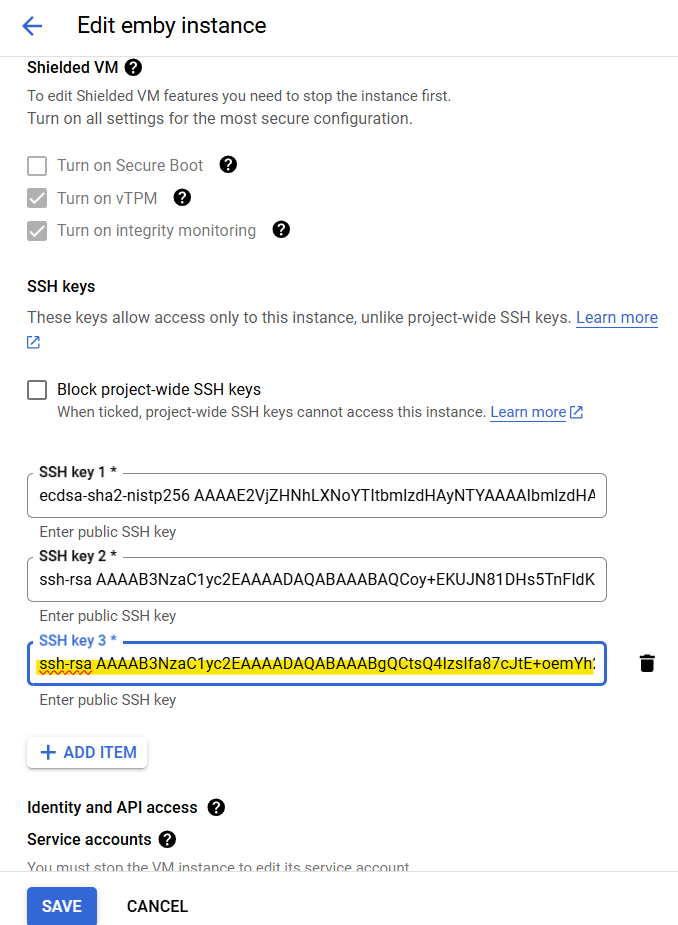 Edit emby instance
Shielded VM
To edit Shielded VM features you need to stop the instance first.
Turn on all settings for the most secure configuration.
Turn on Secure Boot
Turn on vTPM
Turn on integrity monitoring
SSH keys
These keys allow access only to this instance, unlike project-wide SSH keys. Learn more
Block project-wide SSH keys
When ticked, project-wide SSH keys cannot access this instance. Learn more
SSH key 1 *
ecdsa-sha2-nistp256 AAAAE2VjZHNhLXNoYTItbmlzdHAyNTYAAAAIbmlzdHA
Enter public SSH key
SSH key 2 *
ssh-rsa AAAAB3NzaC1yc2EAAAADAQABAAABAQCoy+EKUJN81DHs5TnFIdK
Enter public SSH key
SSH key 3 *
ssh-rsa AAAAB3NzaC1yc2EAAAADAQABAAABgQCtsQ4IzsIfa87cJtE+oemYh2
Enter public SSH key
ADD ITEM
Identity and API access
Service accounts
You must stop the VM instance to edit its service account
SAVE CANCEL